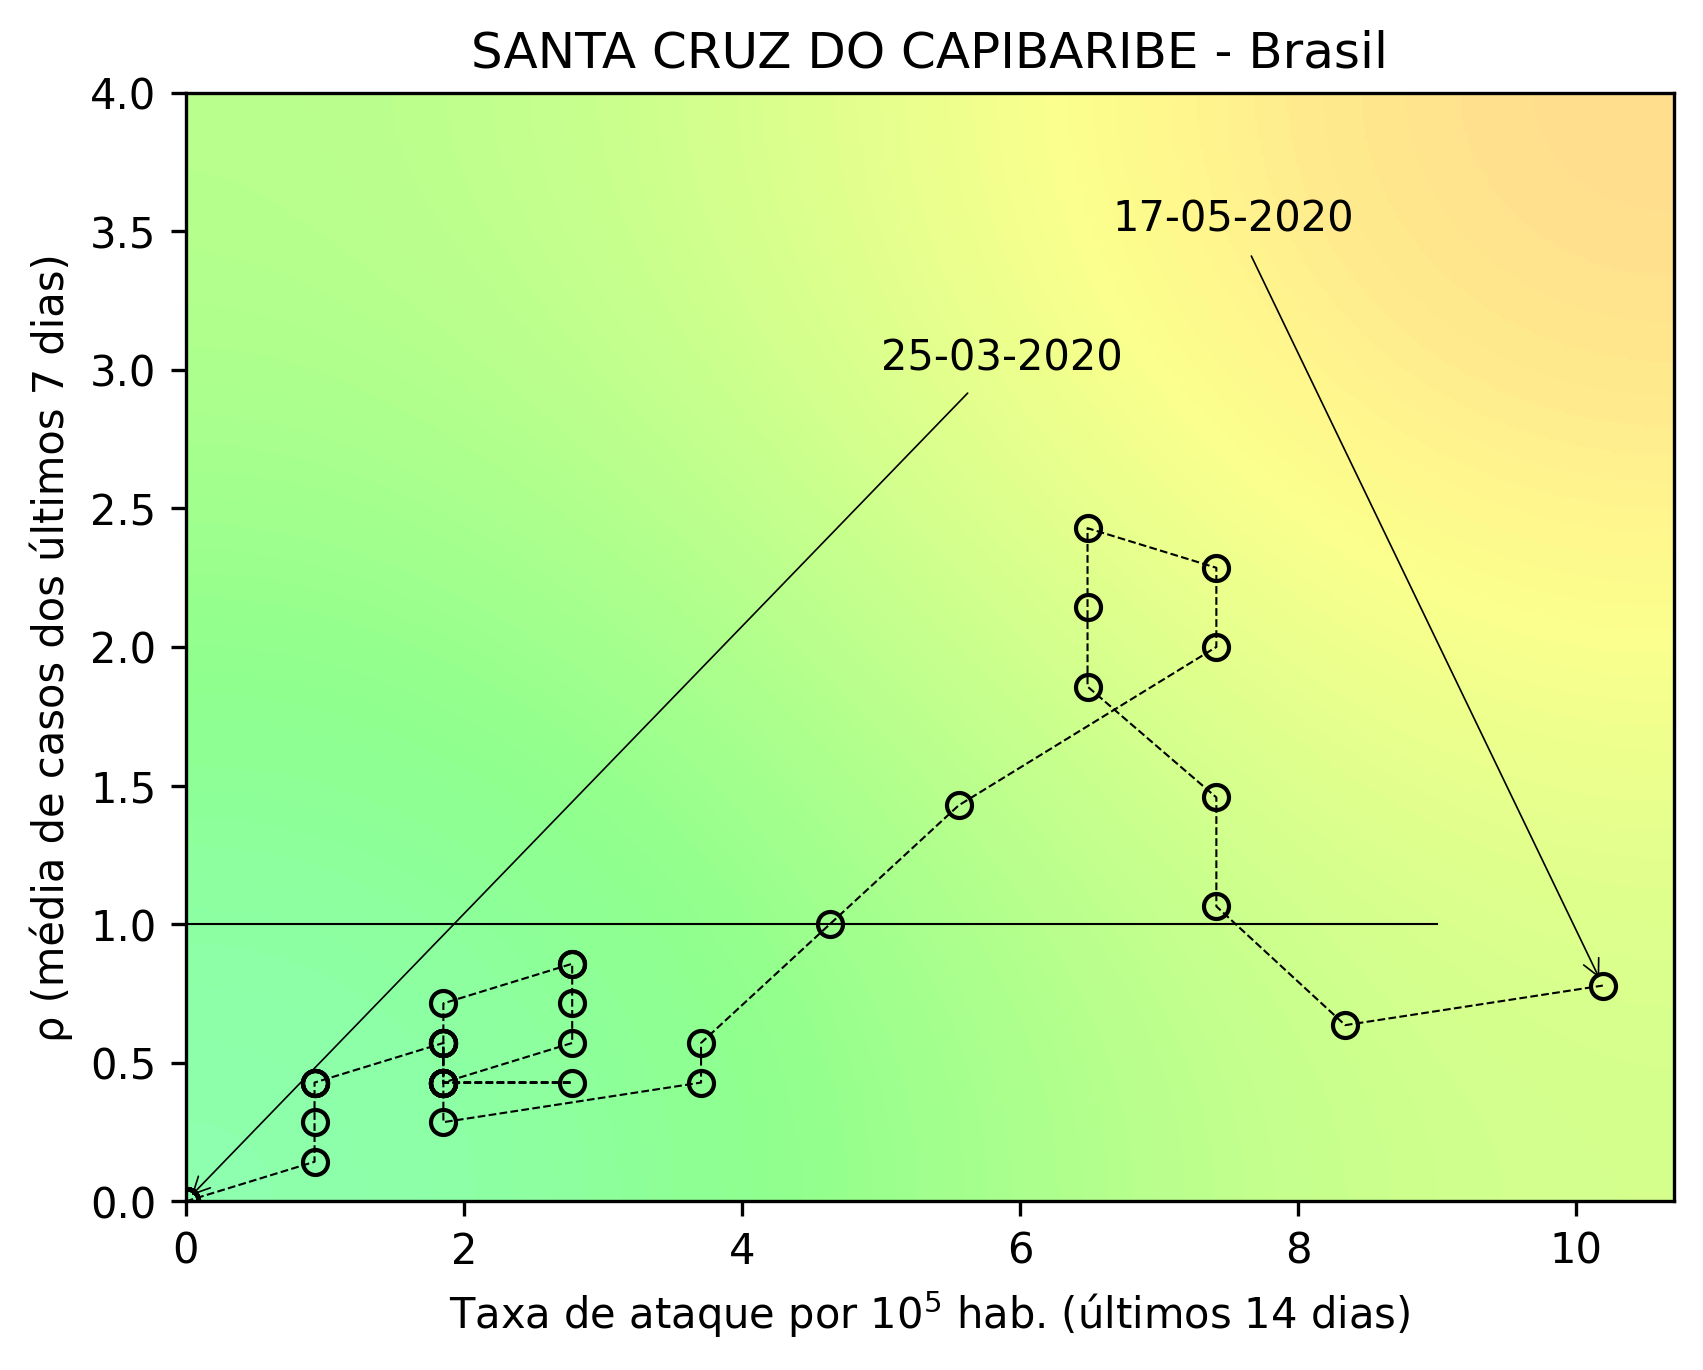 SANTA CRUZ DO CAPIBARIBE - Brasil
4.0
3.5
3.0
2.5
2.0
1.5
1.0
0.5
0.0
ρ (média de casos dos últimos 7 dias)
17-05-2020
25-03-2020
0 2 4 6 8 10
Taxa de ataque por 10⁵ hab. (últimos 14 dias)